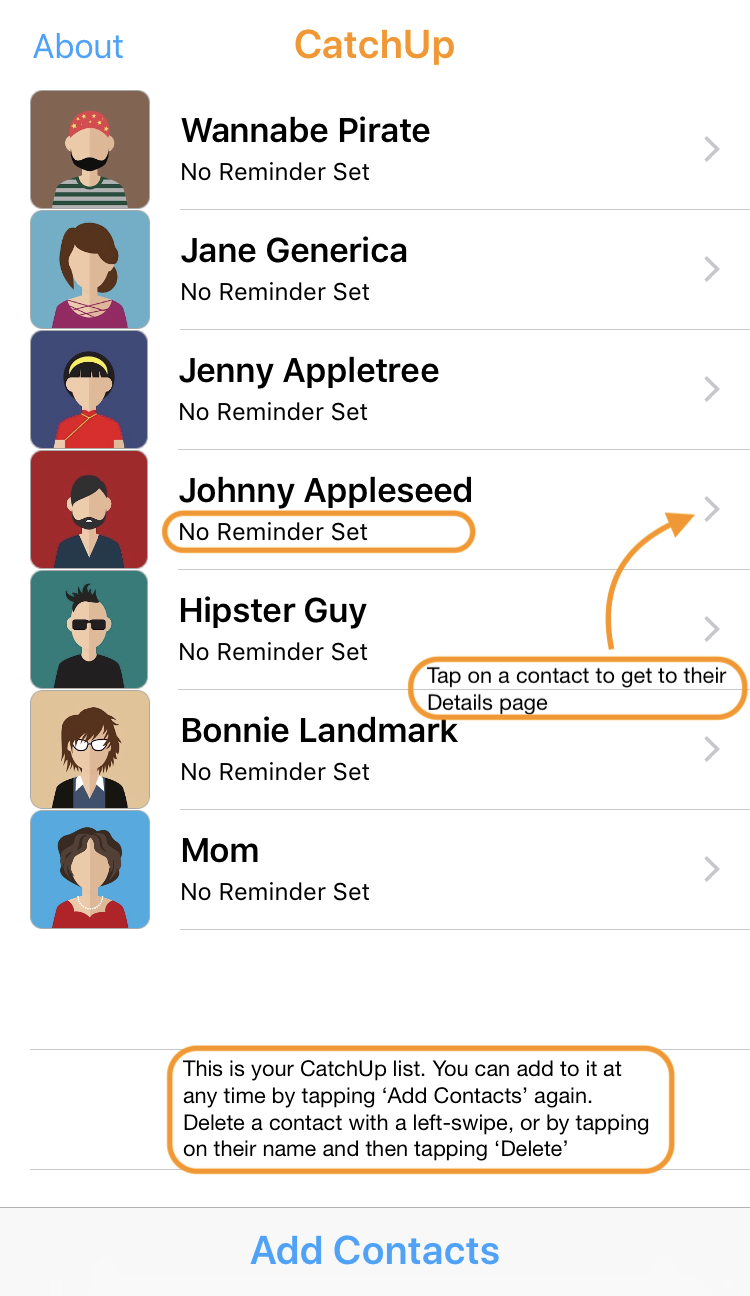 About
CatchUp
Wannabe Pirate
No Reminder Set
Jane Generica
No Reminder Set
Jenny Appletree
No Reminder Set
Johnny Appleseed
No Reminder Set
Hipster Guy
No Reminder Set
Tap on a contact to get to their
Details page
Bonnie Landmark
No Reminder Set
Mom
No Reminder Set
This is your CatchUp list. You can add to it at
any time by tapping ‘Add Contacts’ again.
Delete a contact with a left-swipe, or by tapping
on their name and then tapping ‘Delete’
Add Contacts